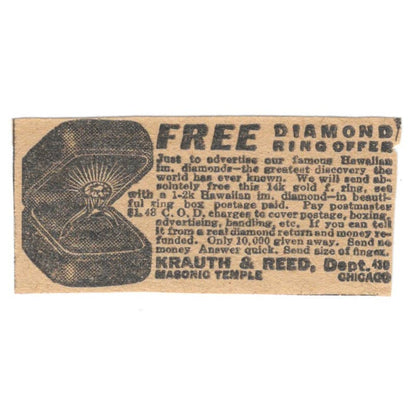 FREE DIAMOND
RING OFFER
Just to advertise our famous Hawaiian
im. diamonds—the greatest discovery the
world has ever known. We will send ab-
solutely free this 14k gold f. ring, set
with a 1-2k Hawaiian im. diamond—in beauti-
ful ring box postage paid. Pay postmaster
$1.48 C. O. D. charges to cover postage, boxing,
advertising, handling, etc. If you can tell
it from a real diamond return and money re-
funded. Only 10,000 given away. Send no
money. Answer quick. Send size of finger.
KRAUTH & REED, Dept. 430
MASONIC TEMPLE CHICAGO